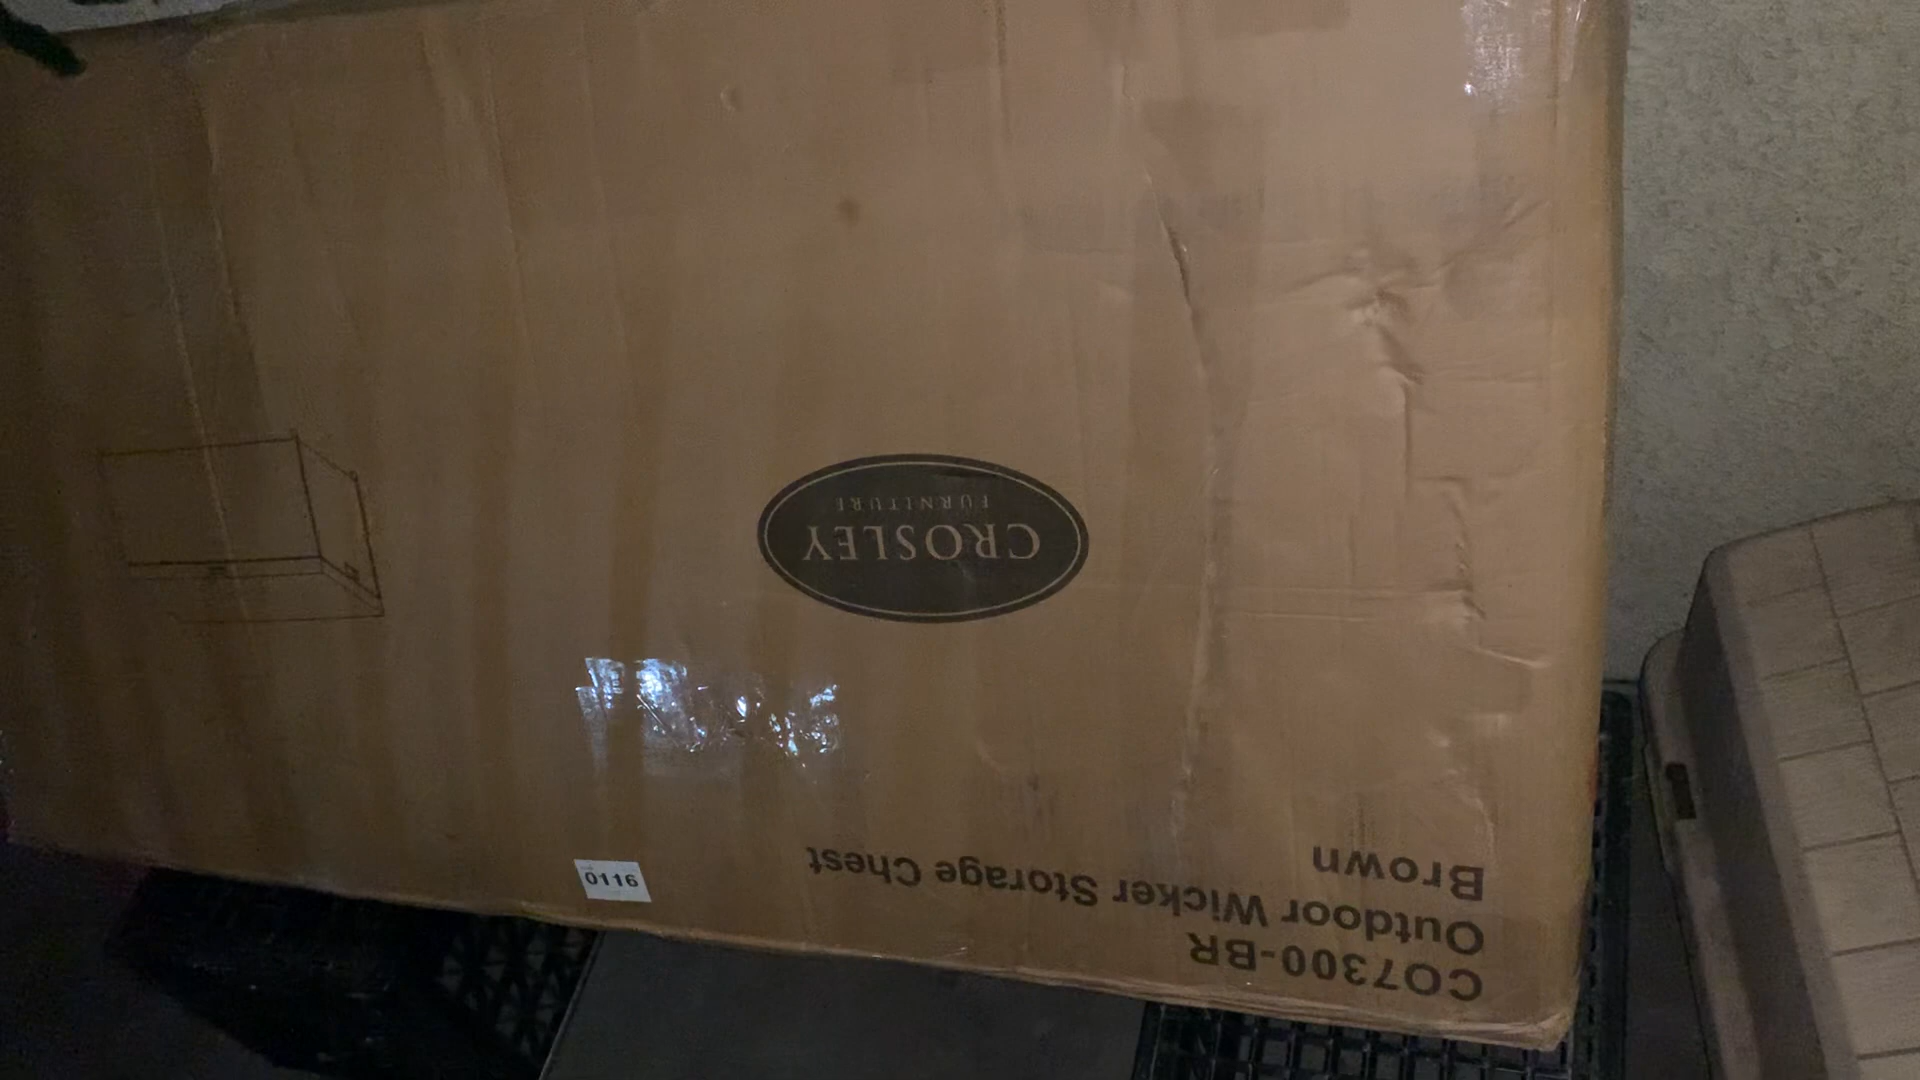 CO7300-BR
Outdoor Wicker Storage Chest
Brown
CROSLEY
FURNITURE
0116